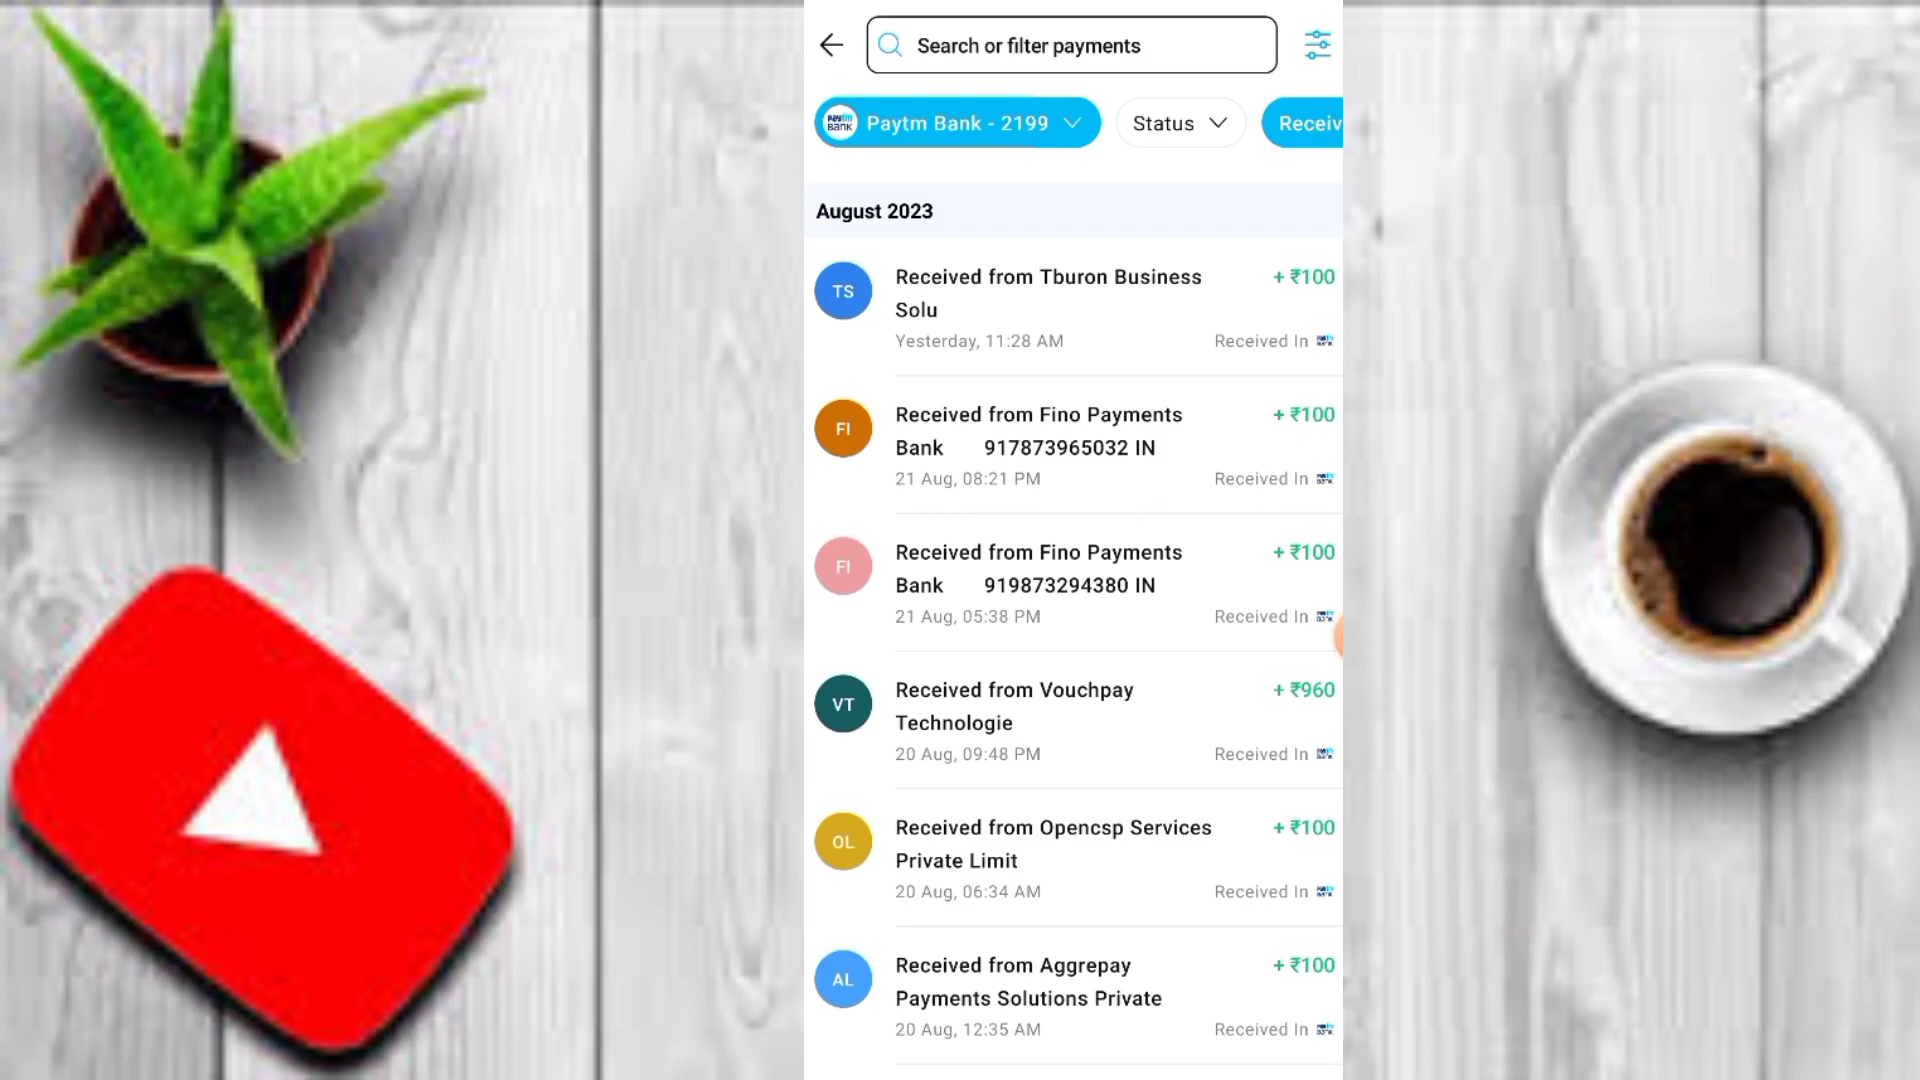 Search or filter payments
Paytm BANK
Paytm Bank - 2199
Status
Receiv
August 2023
TS
Received from Tburon Business
Solu
+ ₹100
Yesterday, 11:28 AM
Received In
FI
Received from Fino Payments
Bank 917873965032 IN
+ ₹100
21 Aug, 08:21 PM
Received In
FI
Received from Fino Payments
Bank 919873294380 IN
+ ₹100
21 Aug, 05:38 PM
Received In
VT
Received from Vouchpay
Technologie
+ ₹960
20 Aug, 09:48 PM
Received In
OL
Received from Opencsp Services
Private Limit
+ ₹100
20 Aug, 06:34 AM
Received In
AL
Received from Aggrepay
Payments Solutions Private
+ ₹100
20 Aug, 12:35 AM
Received In